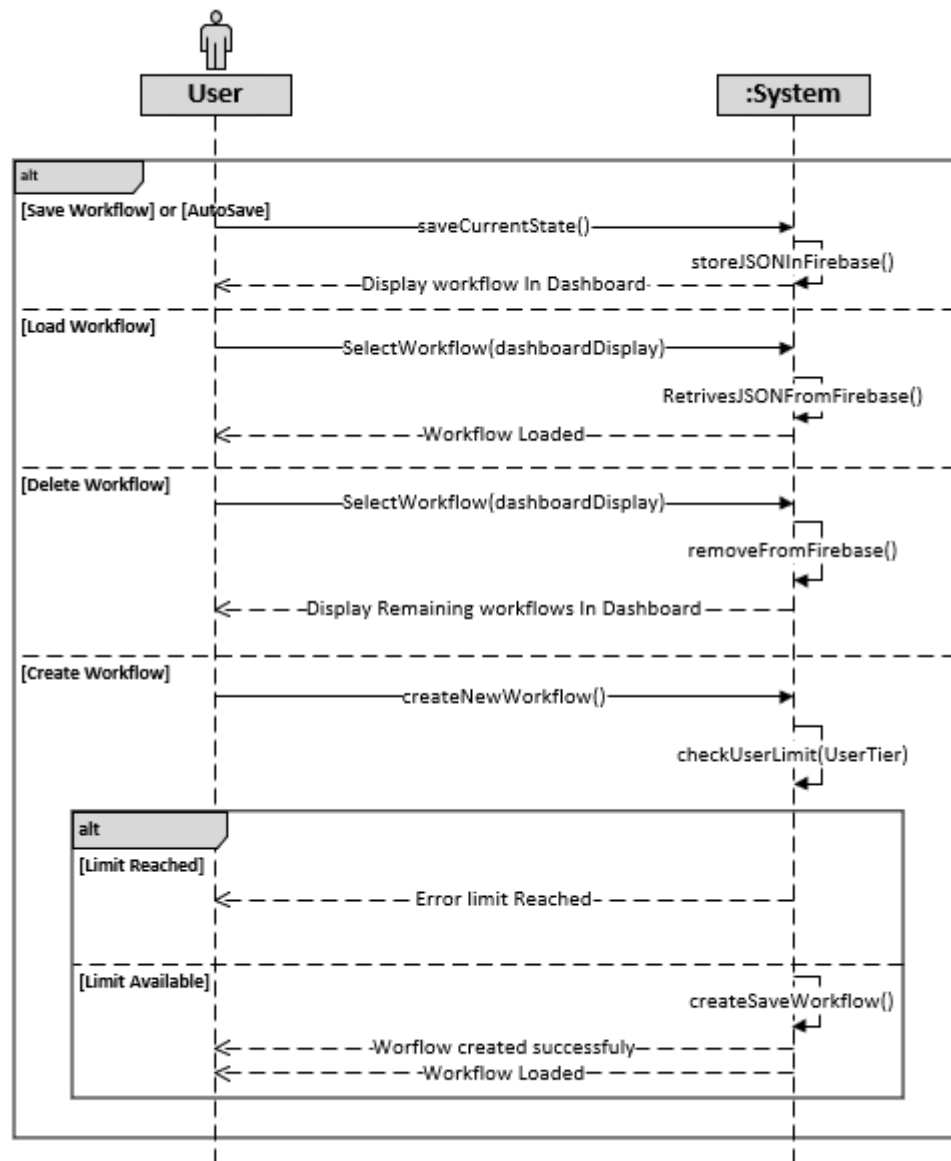 User
:System
alt
[Save Workflow] or [AutoSave]
saveCurrentState()
storeJSONInFirebase()
Display workflow In Dashboard
[Load Workflow]
SelectWorkflow(dashboardDisplay)
RetrivesJSONFromFirebase()
Workflow Loaded
[Delete Workflow]
SelectWorkflow(dashboardDisplay)
removeFromFirebase()
Display Remaining workflows In Dashboard
[Create Workflow]
createNewWorkflow()
checkUserLimit(UserTier)
alt
[Limit Reached]
Error limit Reached
[Limit Available]
createSaveWorkflow()
Worflow created successfuly
Workflow Loaded